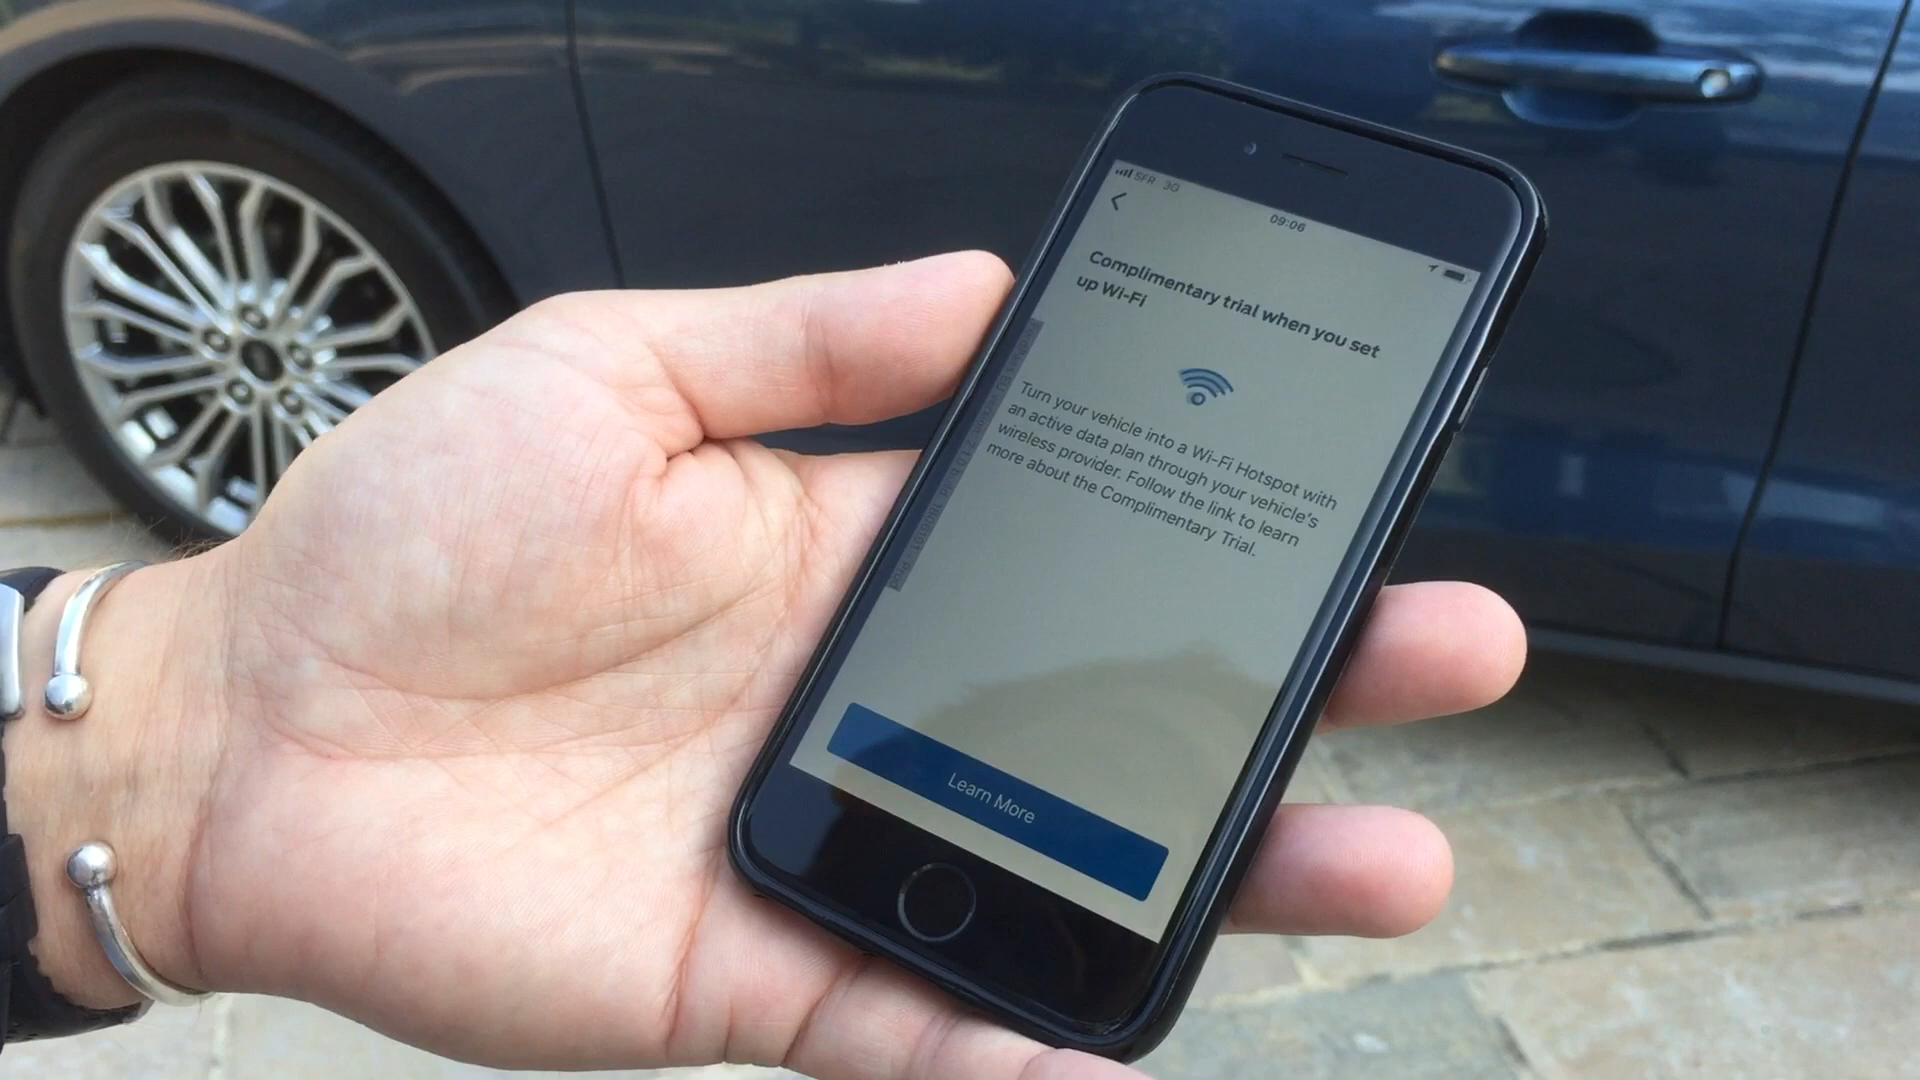 SFR 3G
09:06
Complimentary trial when you set
up Wi-Fi
Turn your vehicle into a Wi-Fi Hotspot with
an active data plan through your vehicle's
wireless provider. Follow the link to learn
more about the Complimentary Trial.
Learn More